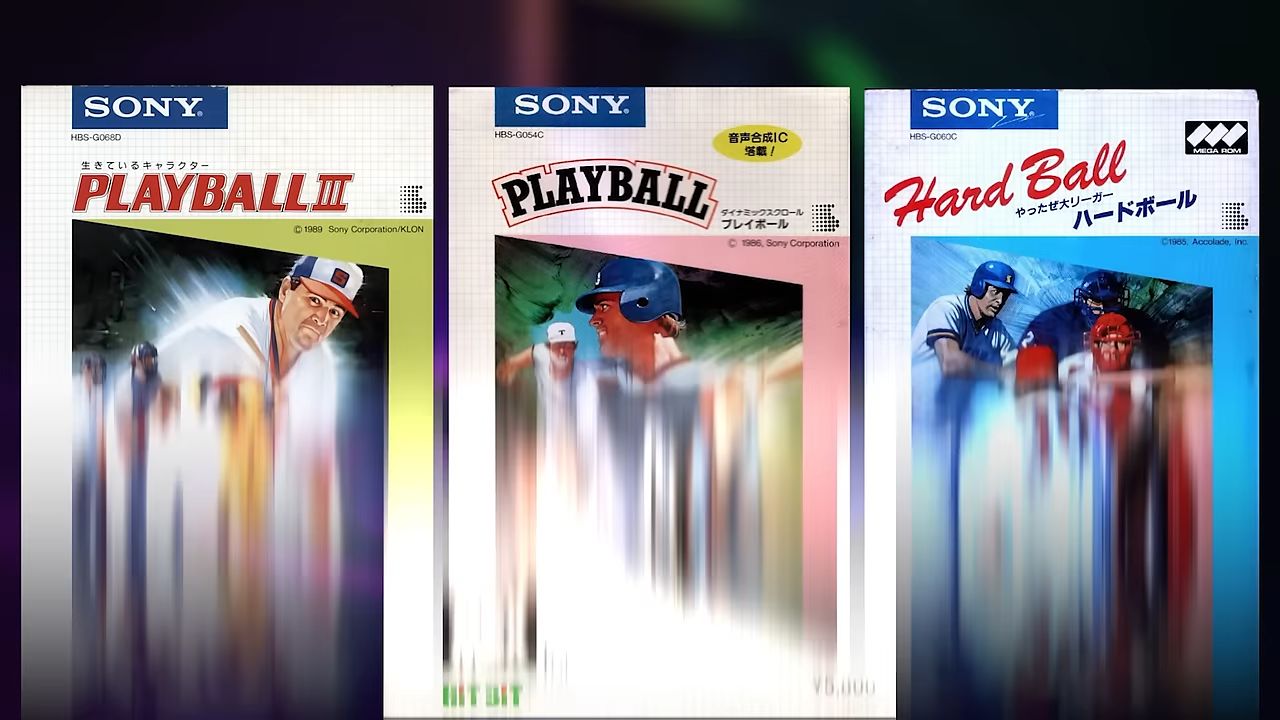 SONY
HBS-G068D
生きているキャラクター
PLAYBALL III
© 1989 Sony Corporation/KLON
SONY
HBS-G054C
音声合成IC
搭載!
PLAYBALL
ダイナミックスクロール
プレイボール
© 1986, Sony Corporation
T
HIT BIT
SONY
HBS-G060C
MEGA ROM
Hard Ball
やったぜ大リーガー
ハードボール
©1985, Accolade, Inc.